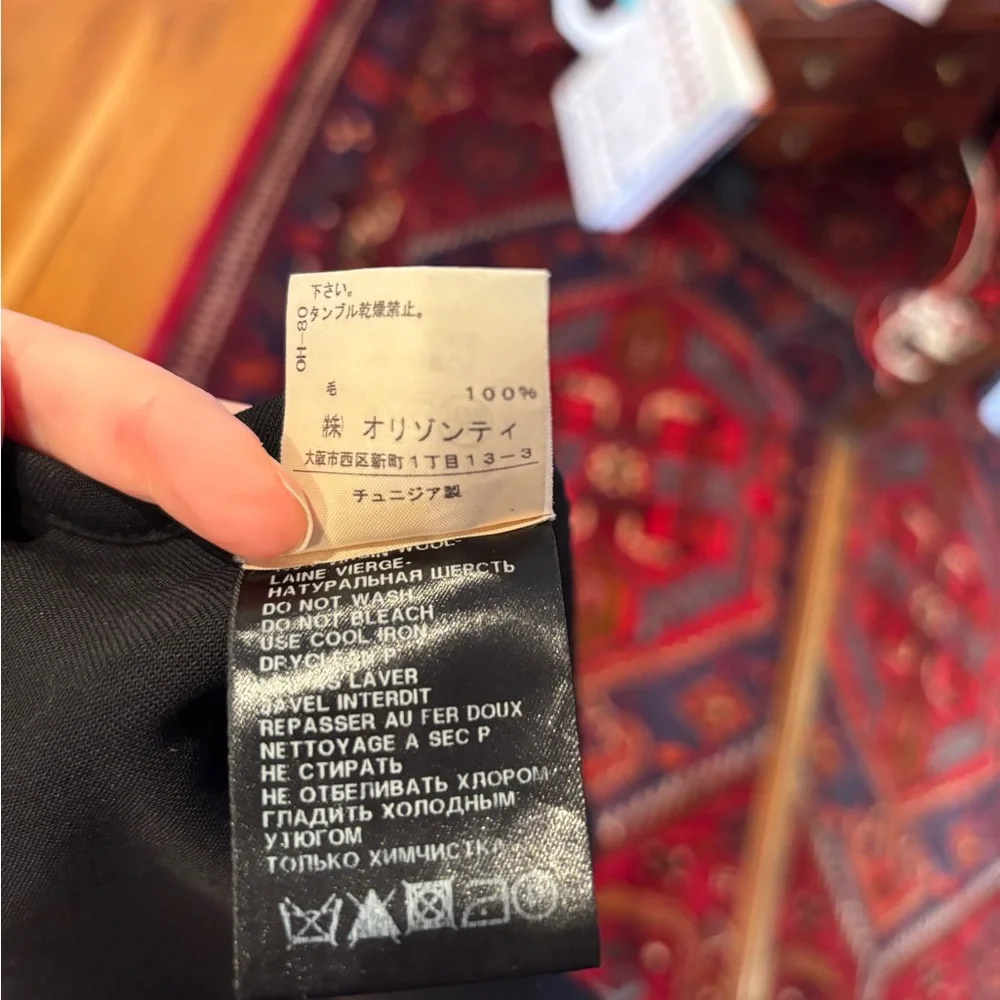 下さい。
タンブル乾燥禁止。
OH-80
毛 100%
㈱ オリゾンティ
大阪市西区新町1丁目13-3
チュニジア製
WOOL-
LAINE VIERGE-
НАТУРАЛЬНАЯ ШЕРСТЬ
DO NOT WASH
DO NOT BLEACH
USE COOL IRON
DRYCLEAN P
LAVER
JAVEL INTERDIT
REPASSER AU FER DOUX
NETTOYAGE A SEC P
НЕ СТИРАТЬ
НЕ ОТБЕЛИВАТЬ ХЛОРОМ
ГЛАДИТЬ ХОЛОДНЫМ
УТЮГОМ
ТОЛЬКО ХИМЧИСТКА